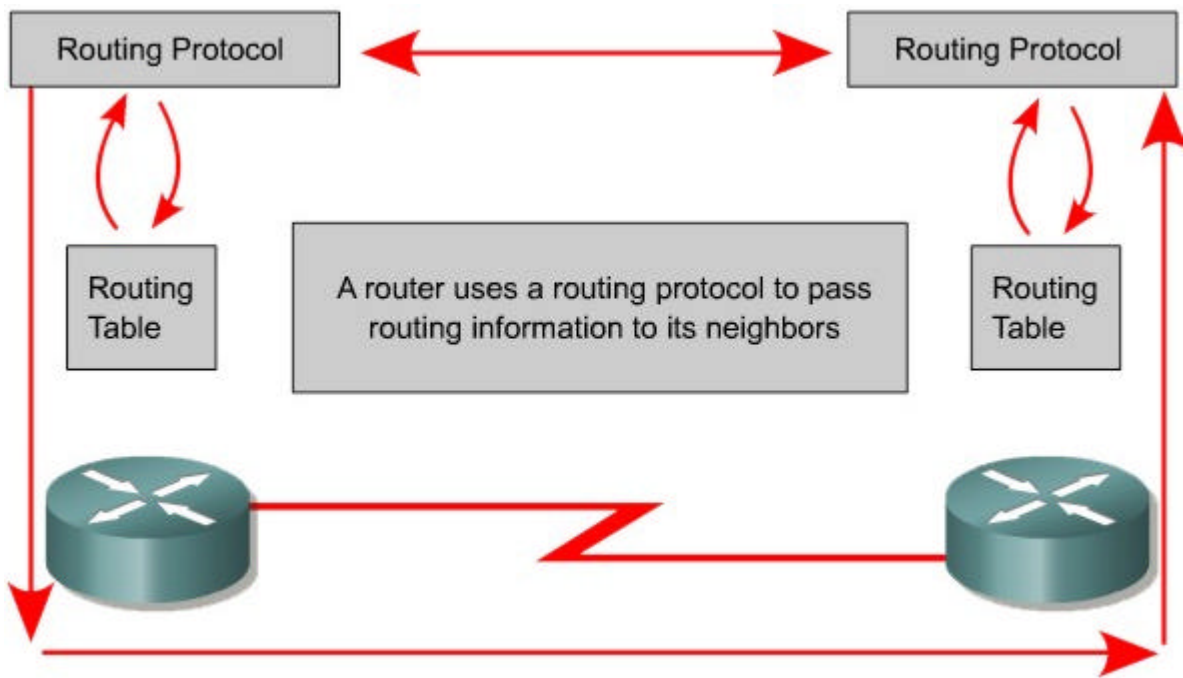 Routing Protocol
Routing Protocol
Routing
Table
A router uses a routing protocol to pass
routing information to its neighbors
Routing
Table